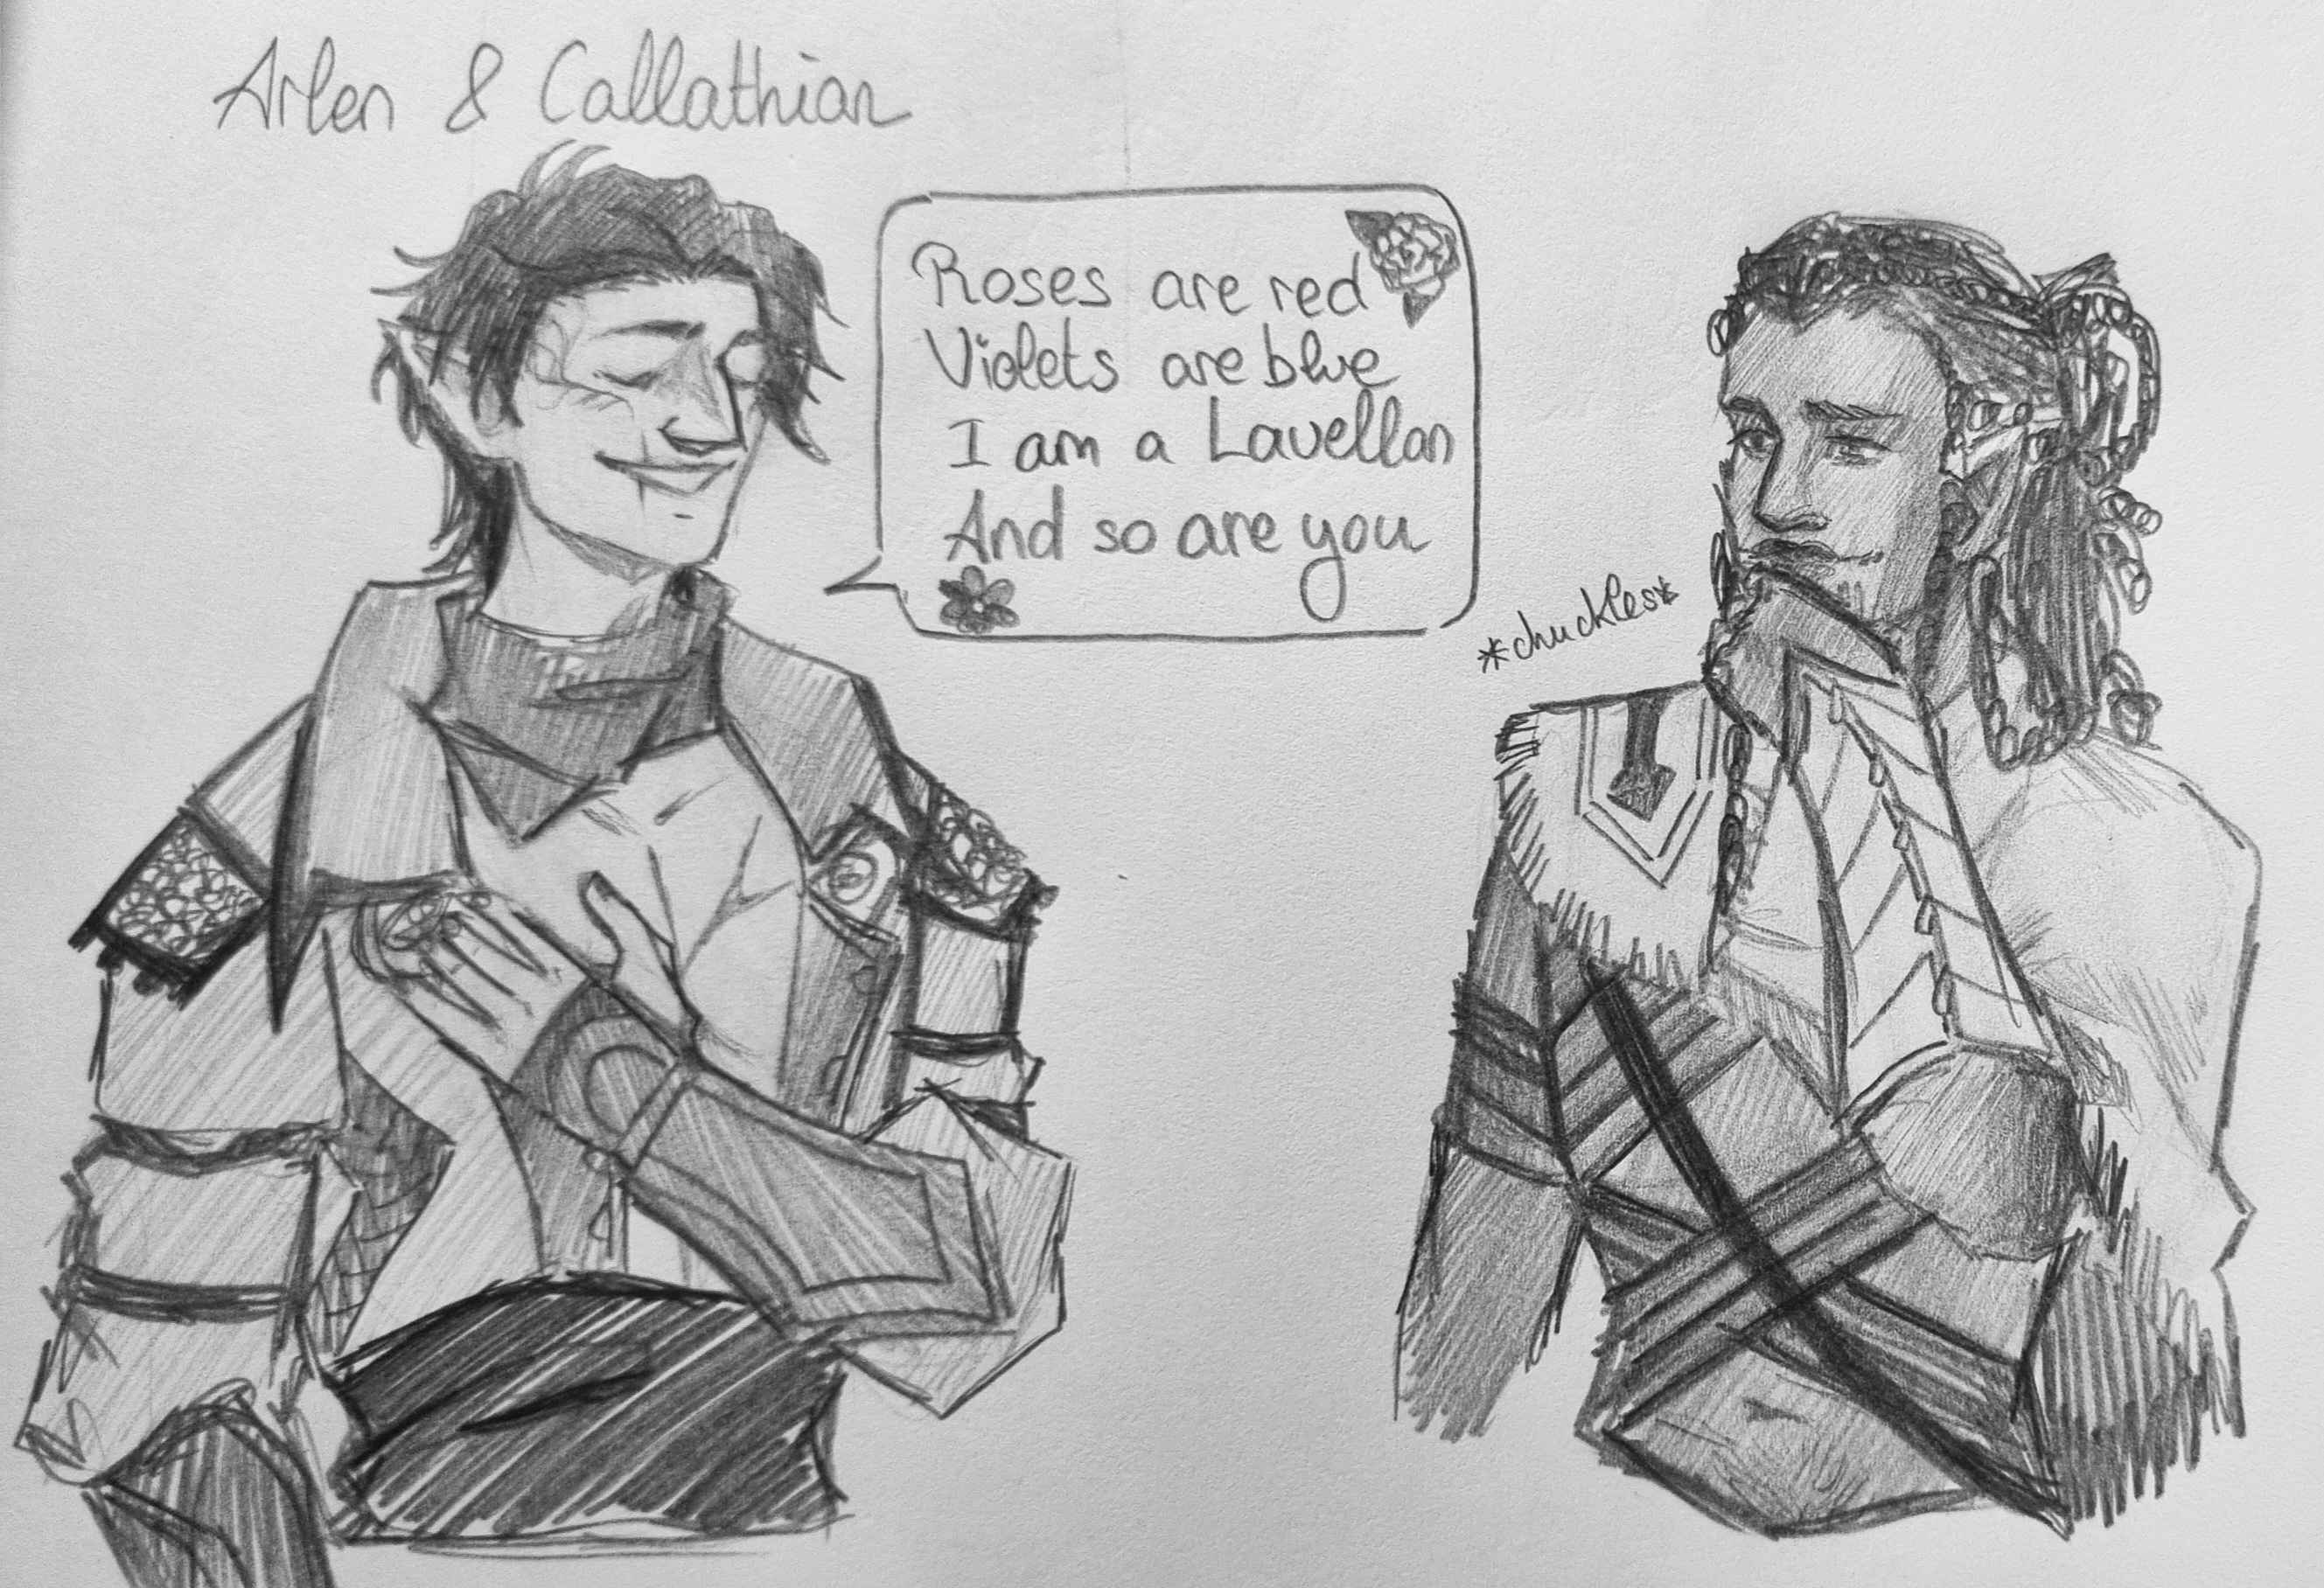 Arlen & Callathian
Roses are red
Violets are blue
I am a Lavellan
And so are you
*chuckles*